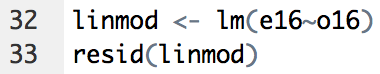 32 linmod <- lm(e16~o16)
33 resid(linmod)